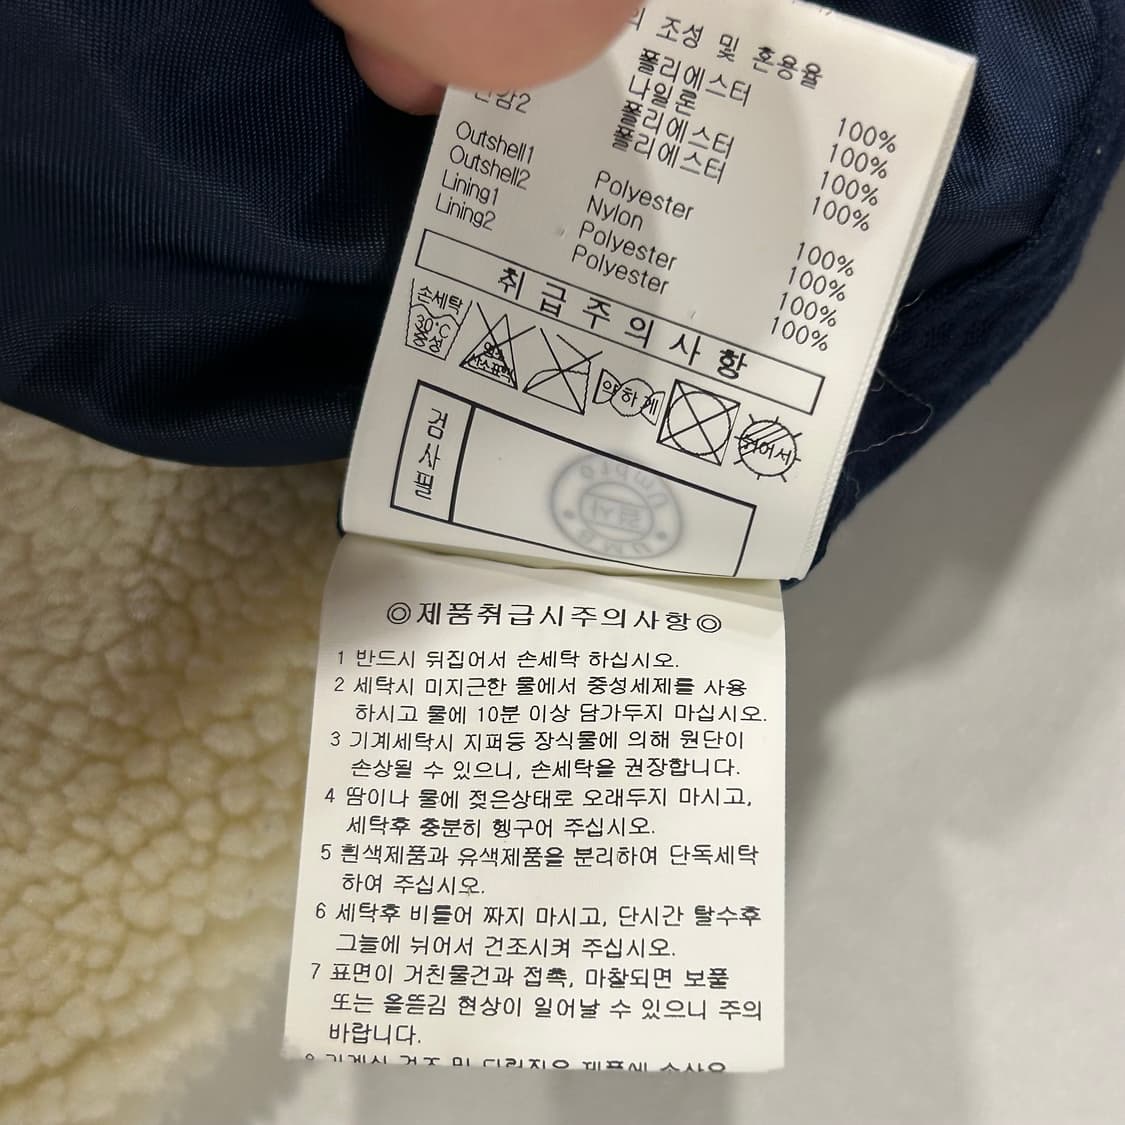 조성 및 혼용율
폴리에스터 100%
나일론 100%
폴리에스터 100%
폴리에스터 100%
Outshell1 Polyester 100%
Outshell2 Nylon 100%
Lining1 Polyester 100%
Lining2 Polyester 100%
취급주의사항
손세탁 30°C 중성
약하게
뉘어서
검사필
◎제품취급시주의사항◎
1 반드시 뒤집어서 손세탁 하십시오.
2 세탁시 미지근한 물에서 중성세제를 사용
하시고 물에 10분 이상 담가두지 마십시오.
3 기계세탁시 지퍼등 장식물에 의해 원단이
손상될 수 있으니, 손세탁을 권장합니다.
4 땀이나 물에 젖은상태로 오래두지 마시고,
세탁후 충분히 헹구어 주십시오.
5 흰색제품과 유색제품을 분리하여 단독세탁
하여 주십시오.
6 세탁후 비틀어 짜지 마시고, 단시간 탈수후
그늘에 뉘어서 건조시켜 주십시오.
7 표면이 거친물건과 접촉, 마찰되면 보풀
또는 올뜯김 현상이 일어날 수 있으니 주의
바랍니다.